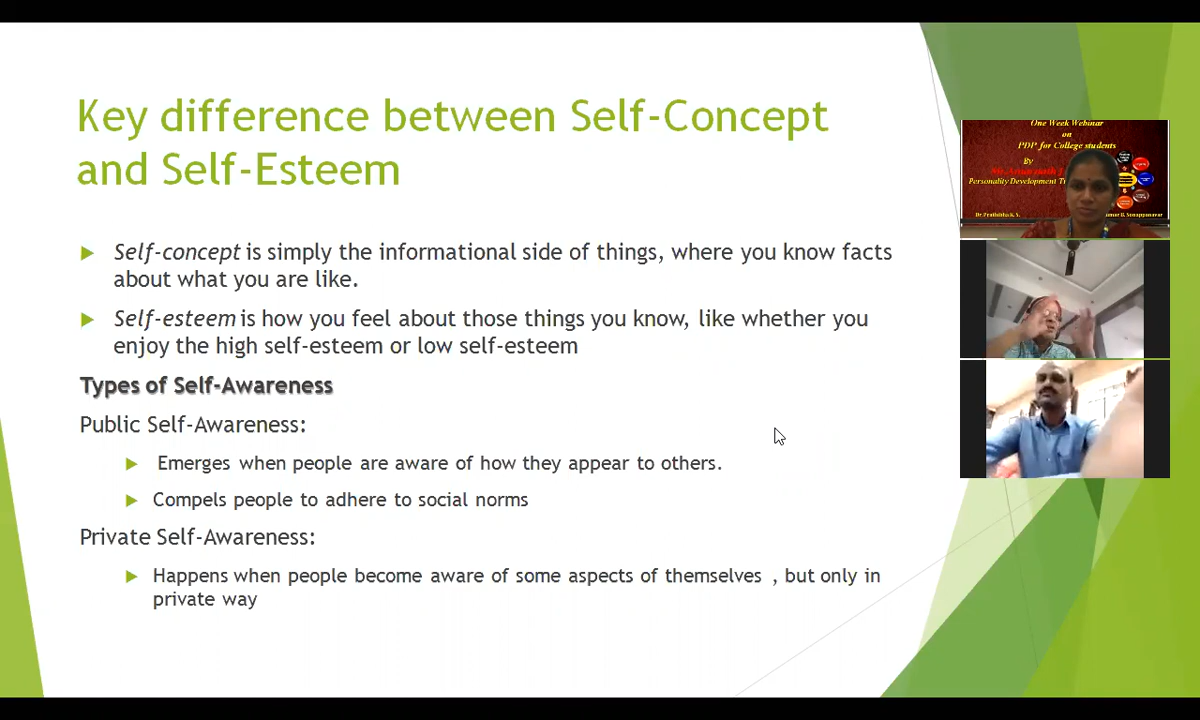 Key difference between Self-Concept
and Self-Esteem
Self-concept is simply the informational side of things, where you know facts
about what you are like.
Self-esteem is how you feel about those things you know, like whether you
enjoy the high self-esteem or low self-esteem
Types of Self-Awareness
Public Self-Awareness:
Emerges when people are aware of how they appear to others.
Compels people to adhere to social norms
Private Self-Awareness:
Happens when people become aware of some aspects of themselves , but only in
private way
One Week Webinar
on
PDP for College students
By
Personality Development